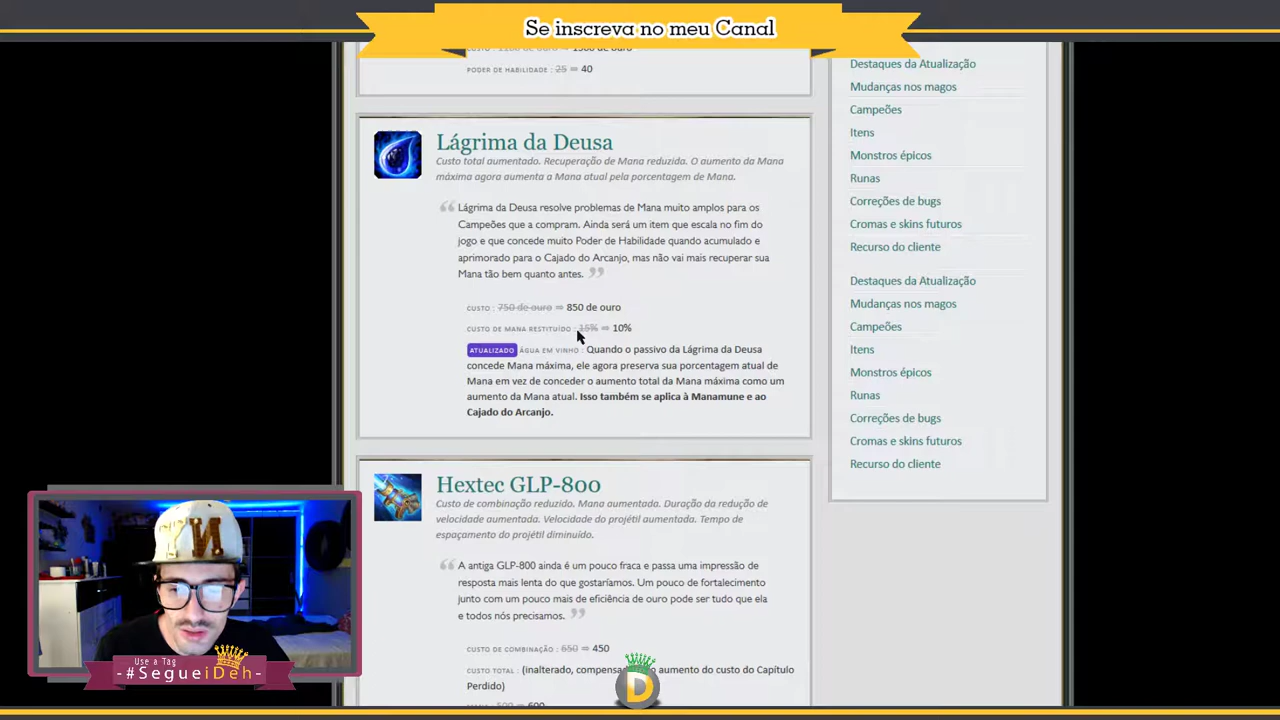 Se inscreva no meu Canal
PODER DE HABILIDADE : 25 ⇒ 40
Lágrima da Deusa
Custo total aumentado. Recuperação de Mana reduzida. O aumento da Mana
máxima agora aumenta a Mana atual pela porcentagem de Mana.
Lágrima da Deusa resolve problemas de Mana muito amplos para os
Campeões que a compram. Ainda será um item que escala no fim do
jogo e que concede muito Poder de Habilidade quando acumulado e
aprimorado para o Cajado do Arcanjo, mas não vai mais recuperar sua
Mana tão bem quanto antes.
CUSTO : 750 de ouro ⇒ 850 de ouro
CUSTO DE MANA RESTITUÍDO : 15% ⇒ 10%
ATUALIZADO ÁGUA EM VINHO : Quando o passivo da Lágrima da Deusa
concede Mana máxima, ele agora preserva sua porcentagem atual de
Mana em vez de conceder o aumento total da Mana máxima como um
aumento da Mana atual. Isso também se aplica à Manamune e ao
Cajado do Arcanjo.
Hextec GLP-800
Custo de combinação reduzido. Mana aumentada. Duração da redução de
velocidade aumentada. Velocidade do projétil aumentada. Tempo de
espaçamento do projétil diminuído.
A antiga GLP-800 ainda é um pouco fraca e passa uma impressão de
resposta mais lenta do que gostaríamos. Um pouco de fortalecimento
junto com um pouco mais de eficiência de ouro pode ser tudo que ela
e todos nós precisamos.
CUSTO DE COMBINAÇÃO : 650 ⇒ 450
CUSTO TOTAL : (inalterado, aumento do custo do Capítulo
Perdido)
Destaques da Atualização
Mudanças nos magos
Campeões
Itens
Monstros épicos
Runas
Correções de bugs
Cromas e skins futuros
Recurso do cliente
Destaques da Atualização
Mudanças nos magos
Campeões
Itens
Monstros épicos
Runas
Correções de bugs
Cromas e skins futuros
Recurso do cliente
NY
Use a Tag
-#SegueiDeh-
D